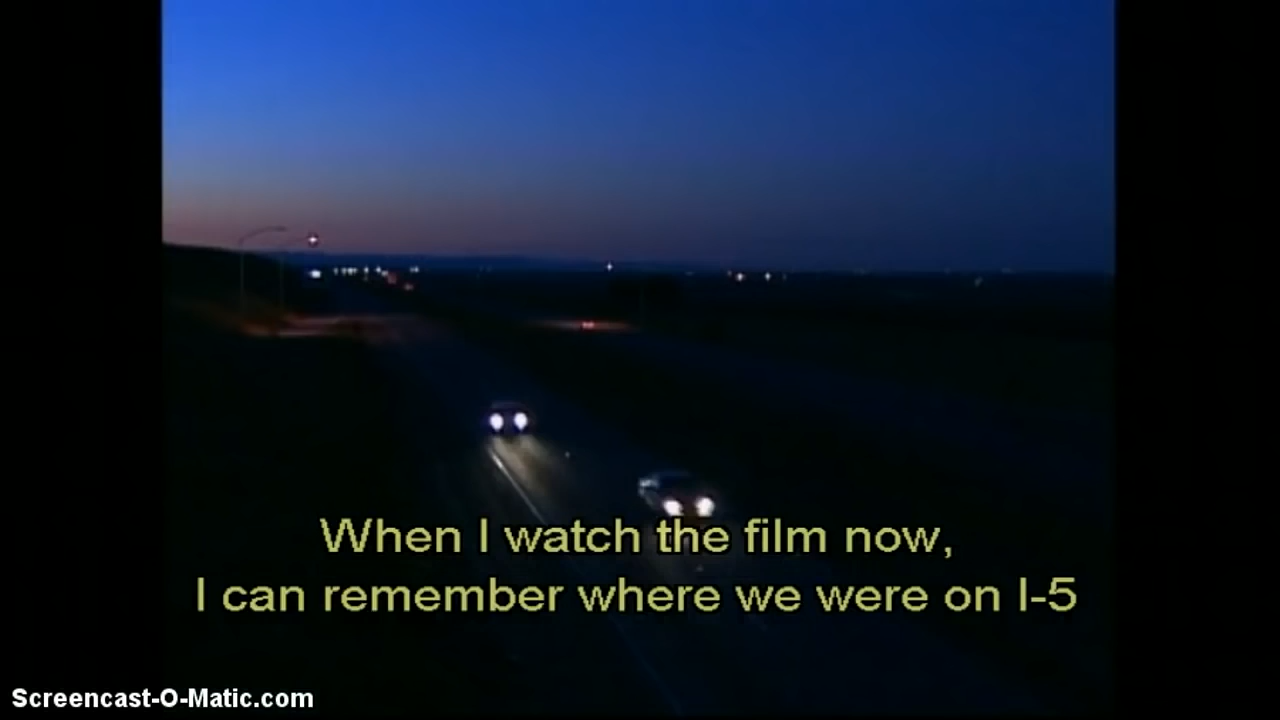 When I watch the film now,
I can remember where we were on I-5
Screencast-O-Matic.com